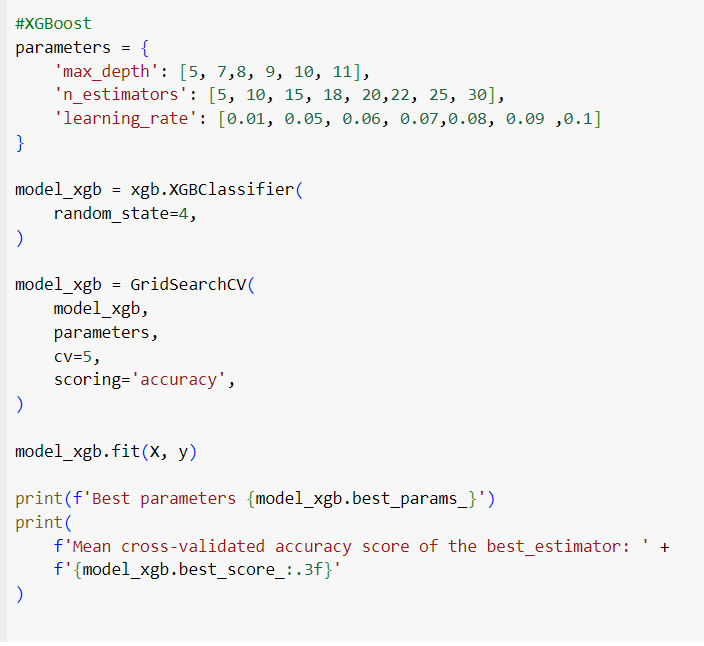 #XGBoost
parameters = {
    'max_depth': [5, 7,8, 9, 10, 11],
    'n_estimators': [5, 10, 15, 18, 20,22, 25, 30],
    'learning_rate': [0.01, 0.05, 0.06, 0.07,0.08, 0.09 ,0.1]
}
model_xgb = xgb.XGBClassifier(
    random_state=4,
)
model_xgb = GridSearchCV(
    model_xgb,
    parameters,
    cv=5,
    scoring='accuracy',
)
model_xgb.fit(X, y)
print(f'Best parameters {model_xgb.best_params_}')
print(
    f'Mean cross-validated accuracy score of the best_estimator: ' +
    f'{model_xgb.best_score_:.3f}'
)